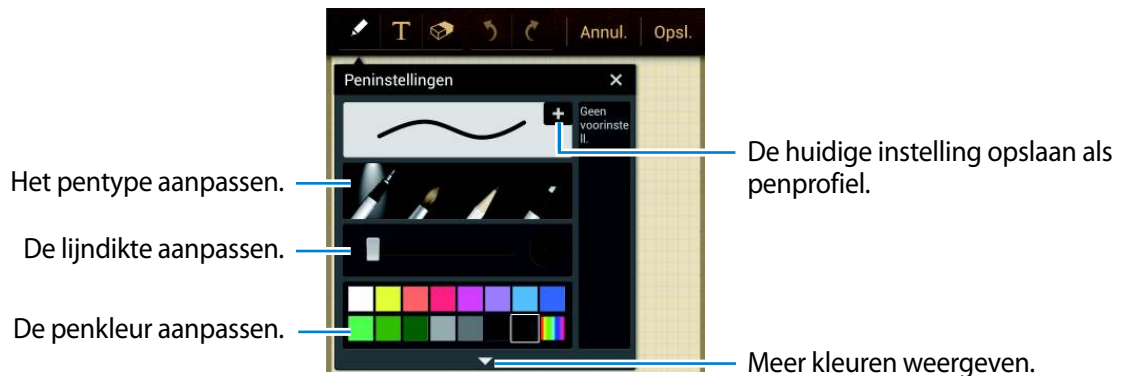 T Annul. Opsl.
Peninstellingen
Geen
voorinste
ll.
De huidige instelling opslaan als
penprofiel.
Het pentype aanpassen.
De lijndikte aanpassen.
De penkleur aanpassen.
Meer kleuren weergeven.